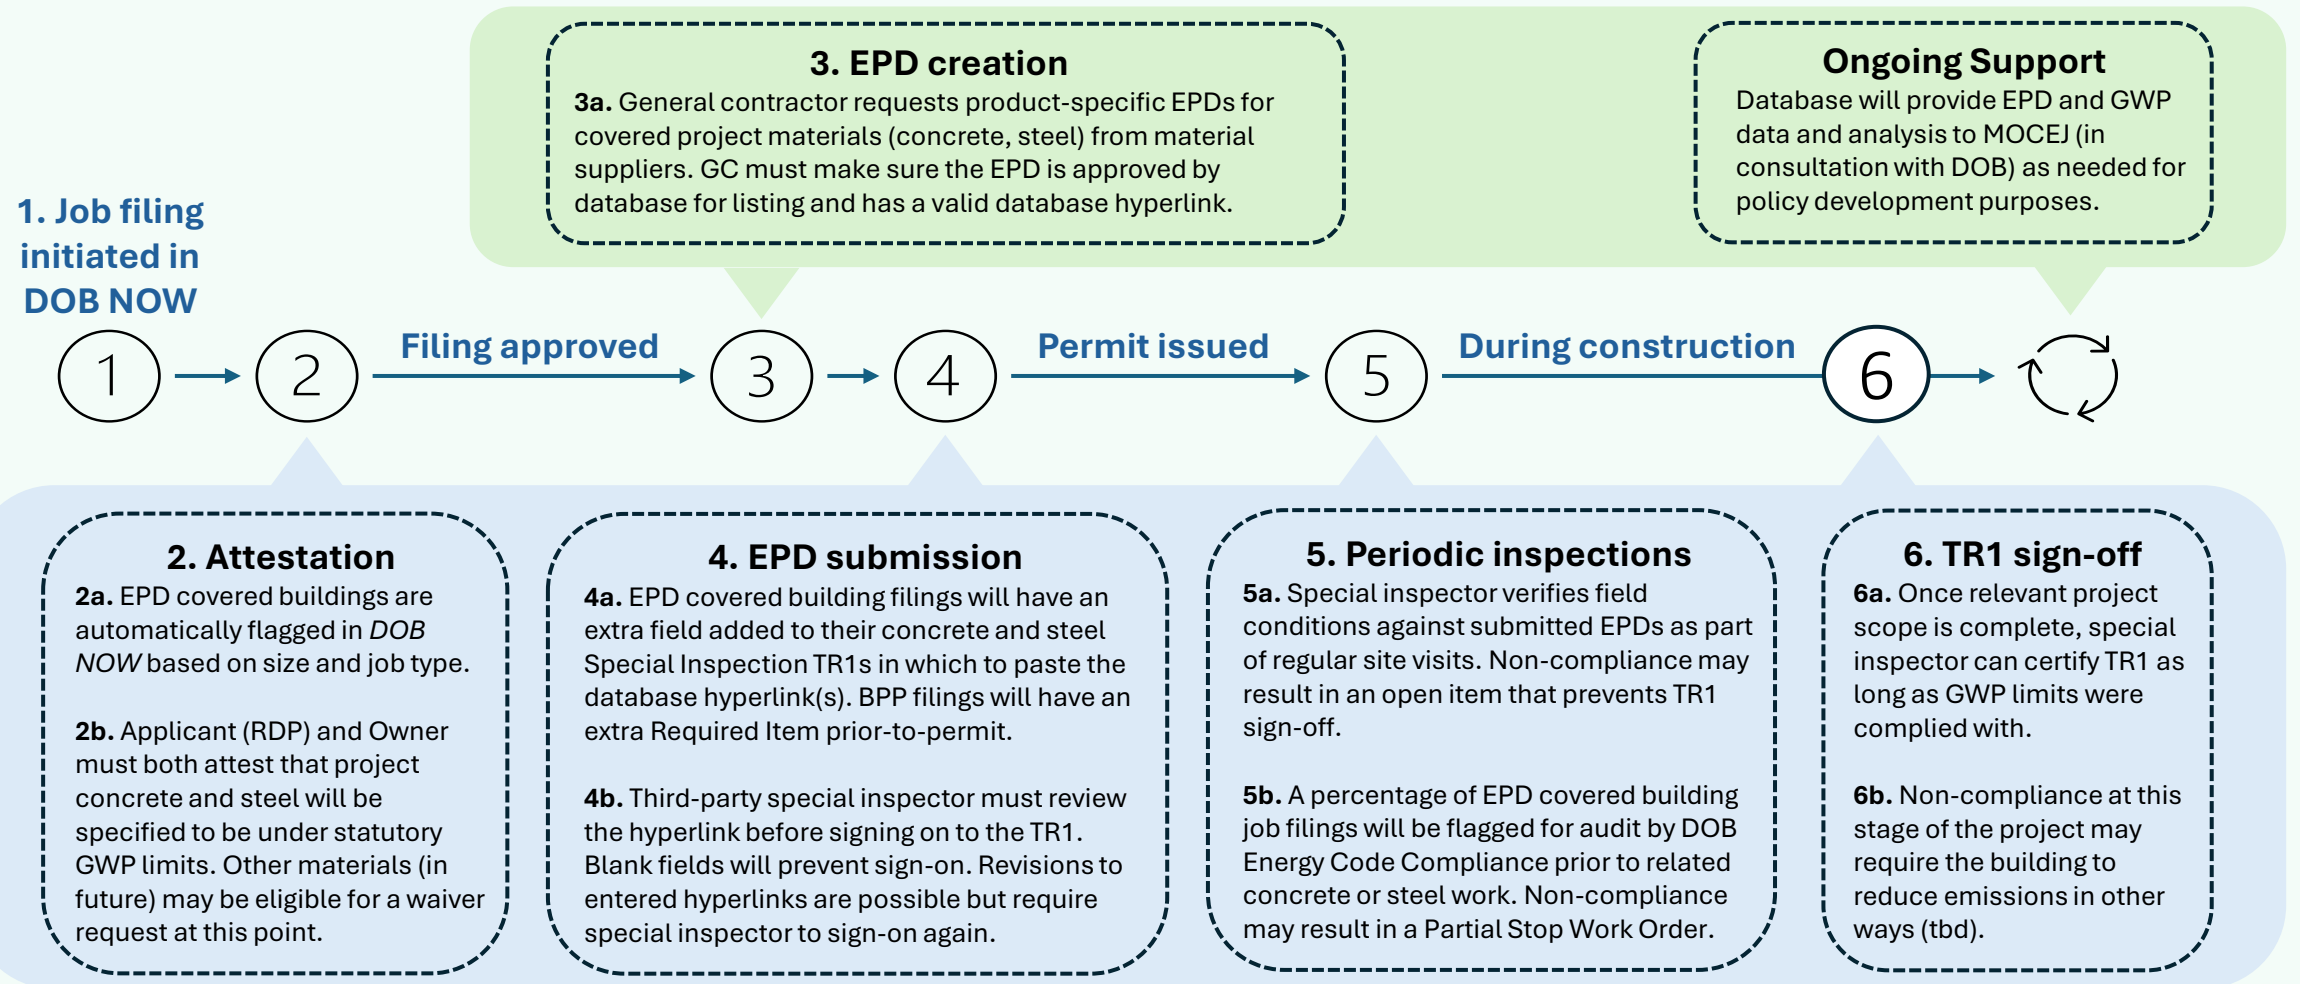 3. EPD creation
3a. General contractor requests product-specific EPDs for
covered project materials (concrete, steel) from material
suppliers. GC must make sure the EPD is approved by
database for listing and has a valid database hyperlink.
Ongoing Support
Database will provide EPD and GWP
data and analysis to MOCEJ (in
consultation with DOB) as needed for
policy development purposes.
1. Job filing
initiated in
DOB NOW
1
2
Filing approved
3
4
Permit issued
5
During construction
6
2. Attestation
2a. EPD covered buildings are
automatically flagged in DOB
NOW based on size and job type.
2b. Applicant (RDP) and Owner
must both attest that project
concrete and steel will be
specified to be under statutory
GWP limits. Other materials (in
future) may be eligible for a waiver
request at this point.
4. EPD submission
4a. EPD covered building filings will have an
extra field added to their concrete and steel
Special Inspection TR1s in which to paste the
database hyperlink(s). BPP filings will have an
extra Required Item prior-to-permit.
4b. Third-party special inspector must review
the hyperlink before signing on to the TR1.
Blank fields will prevent sign-on. Revisions to
entered hyperlinks are possible but require
special inspector to sign-on again.
5. Periodic inspections
5a. Special inspector verifies field
conditions against submitted EPDs as part
of regular site visits. Non-compliance may
result in an open item that prevents TR1
sign-off.
5b. A percentage of EPD covered building
job filings will be flagged for audit by DOB
Energy Code Compliance prior to related
concrete or steel work. Non-compliance
may result in a Partial Stop Work Order.
6. TR1 sign-off
6a. Once relevant project
scope is complete, special
inspector can certify TR1 as
long as GWP limits were
complied with.
6b. Non-compliance at this
stage of the project may
require the building to
reduce emissions in other
ways (tbd).